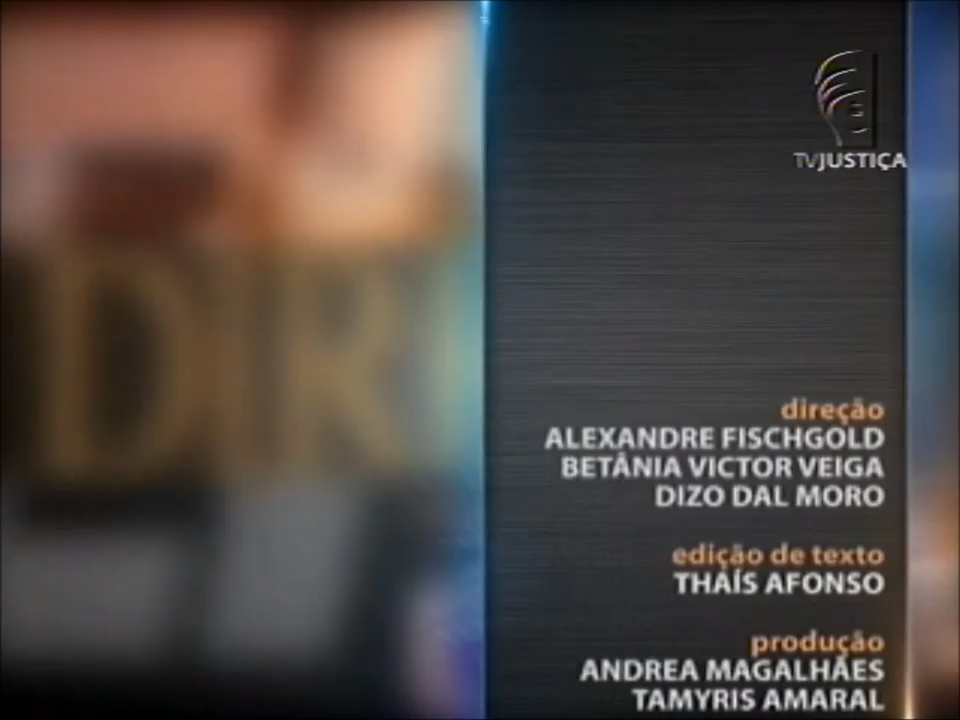 TVJUSTIÇA
DIR
direção
ALEXANDRE FISCHGOLD
BETÂNIA VICTOR VEIGA
DIZO DAL MORO
edição de texto
THAÍS AFONSO
produção
ANDREA MAGALHÃES
TAMYRIS AMARAL